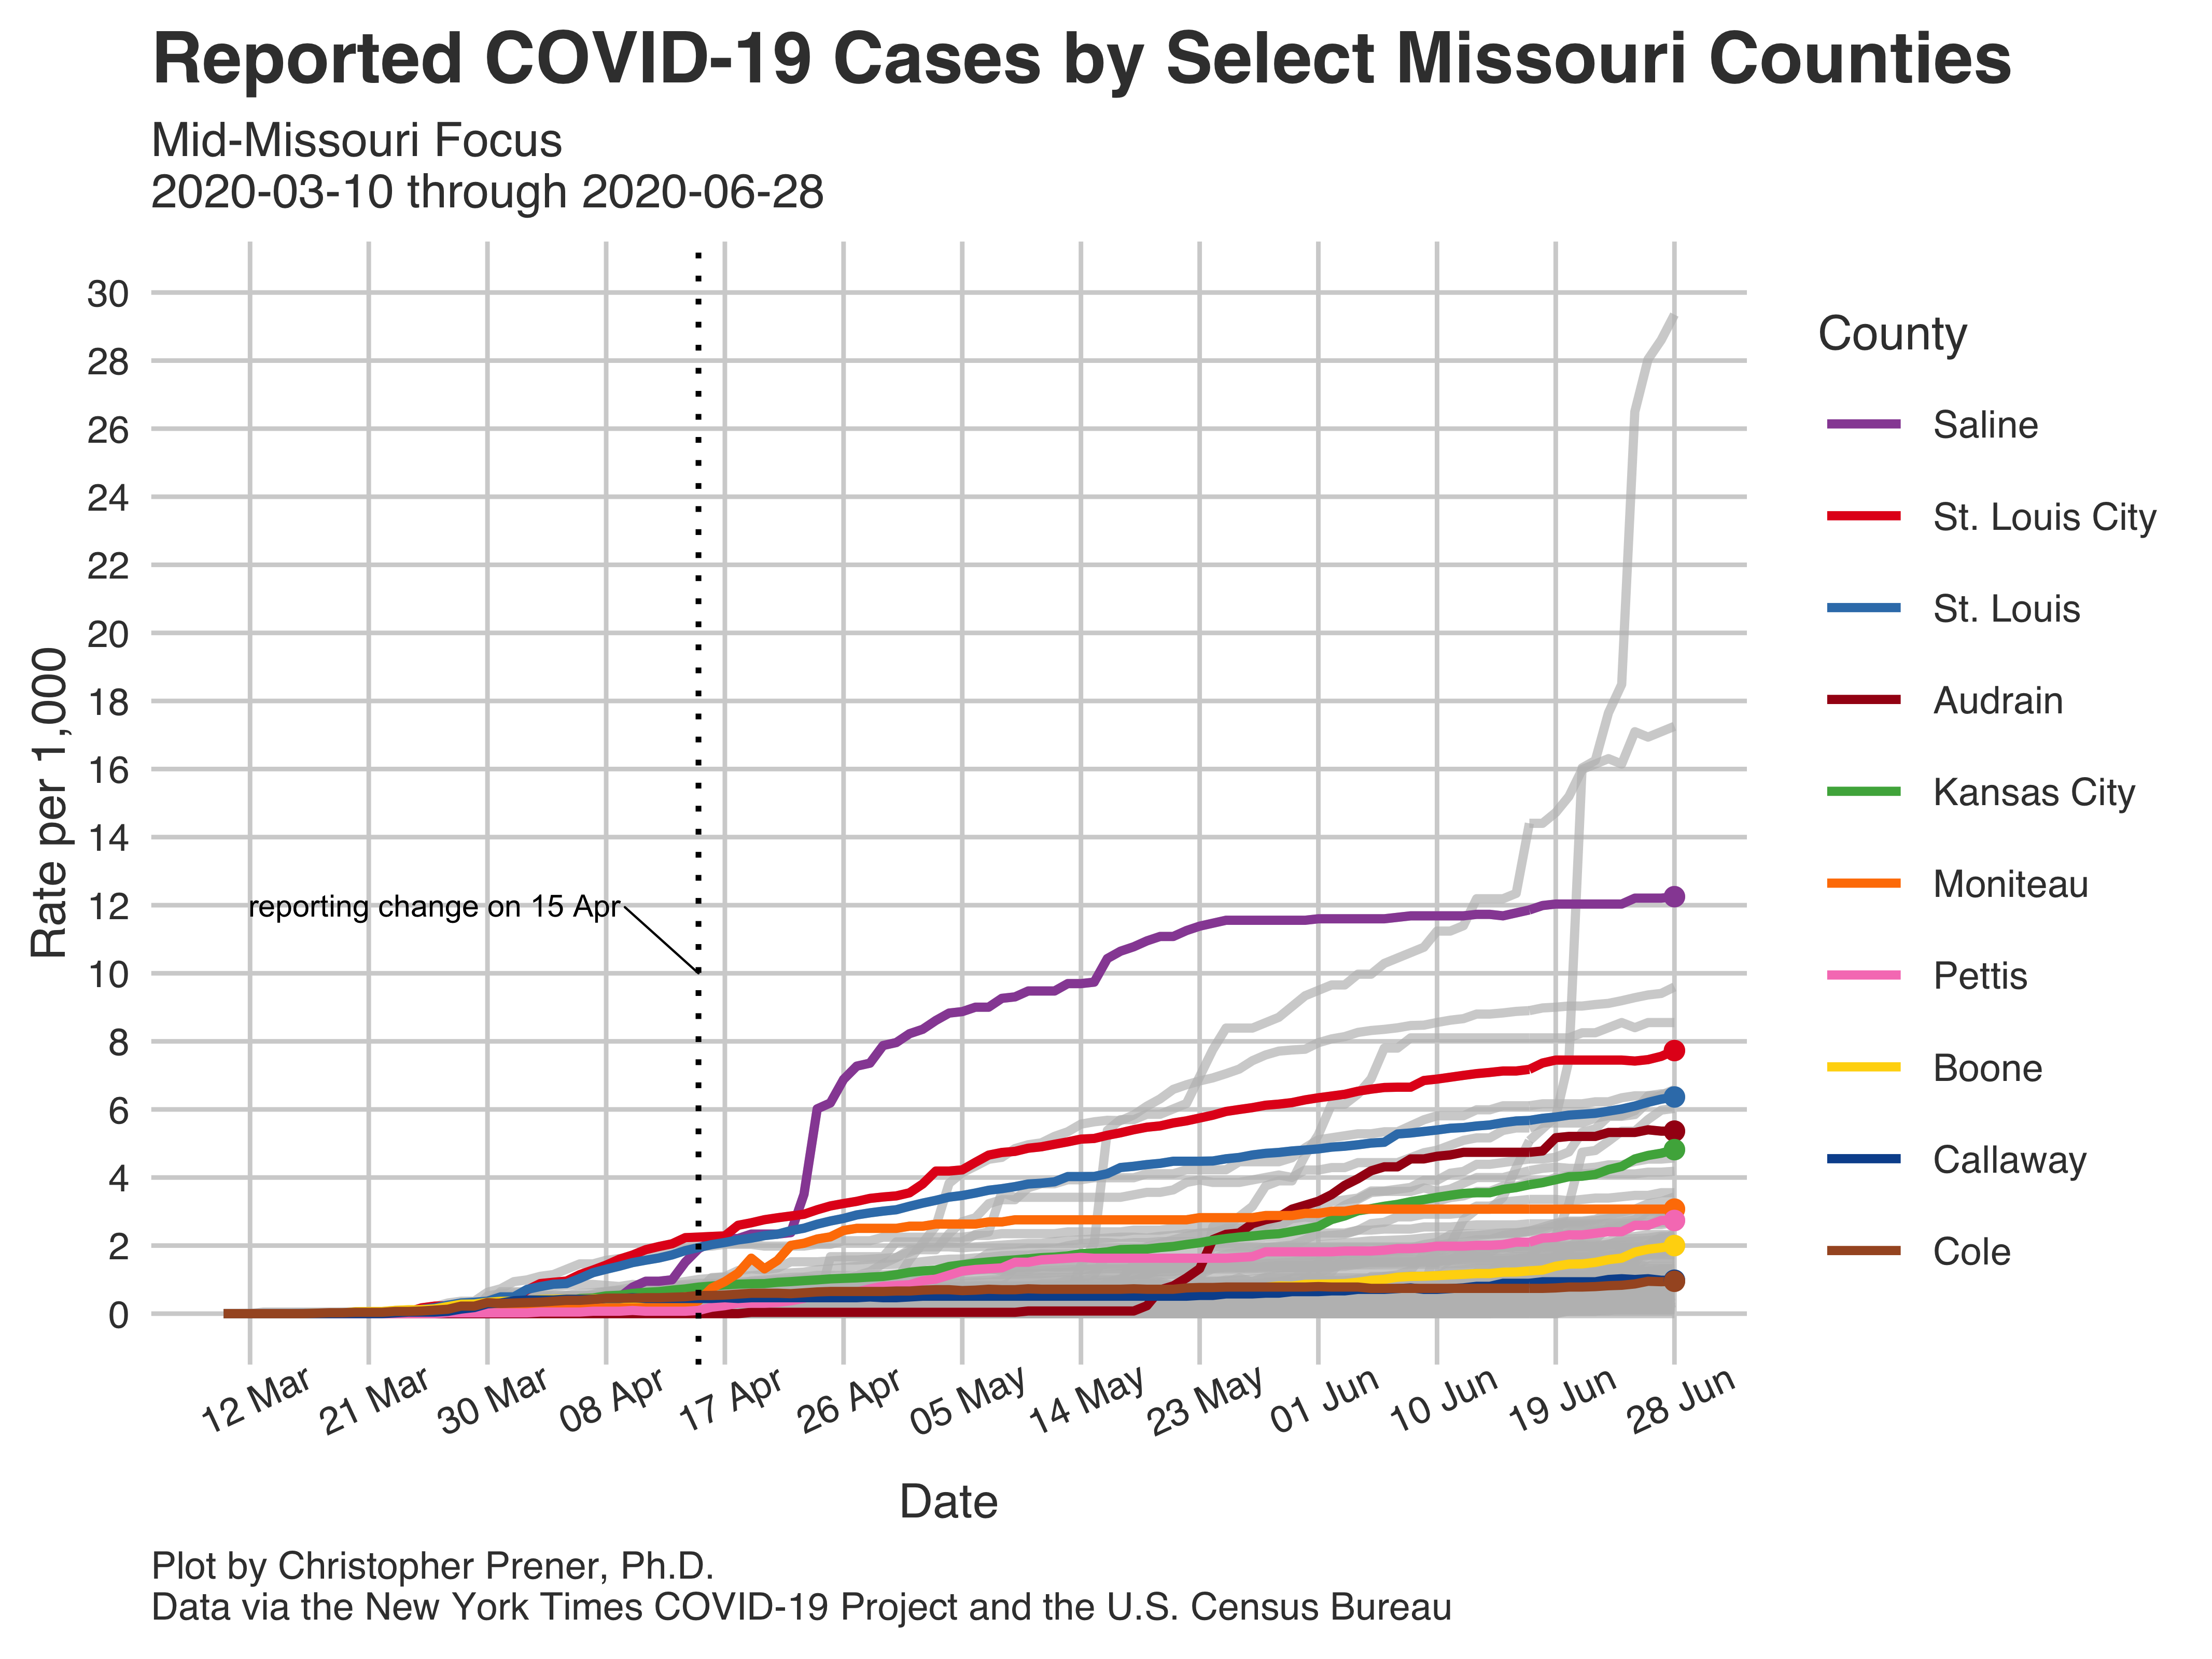 Reported COVID-19 Cases by Select Missouri Counties
Mid-Missouri Focus
2020-03-10 through 2020-06-28
Rate per 1,000
30
28
26
24
22
20
18
16
14
12
10
8
6
4
2
0
reporting change on 15 Apr
12 Mar
21 Mar
30 Mar
08 Apr
17 Apr
26 Apr
05 May
14 May
23 May
01 Jun
10 Jun
19 Jun
28 Jun
Date
County
Saline
St. Louis City
St. Louis
Audrain
Kansas City
Moniteau
Pettis
Boone
Callaway
Cole
Plot by Christopher Prener, Ph.D.
Data via the New York Times COVID-19 Project and the U.S. Census Bureau